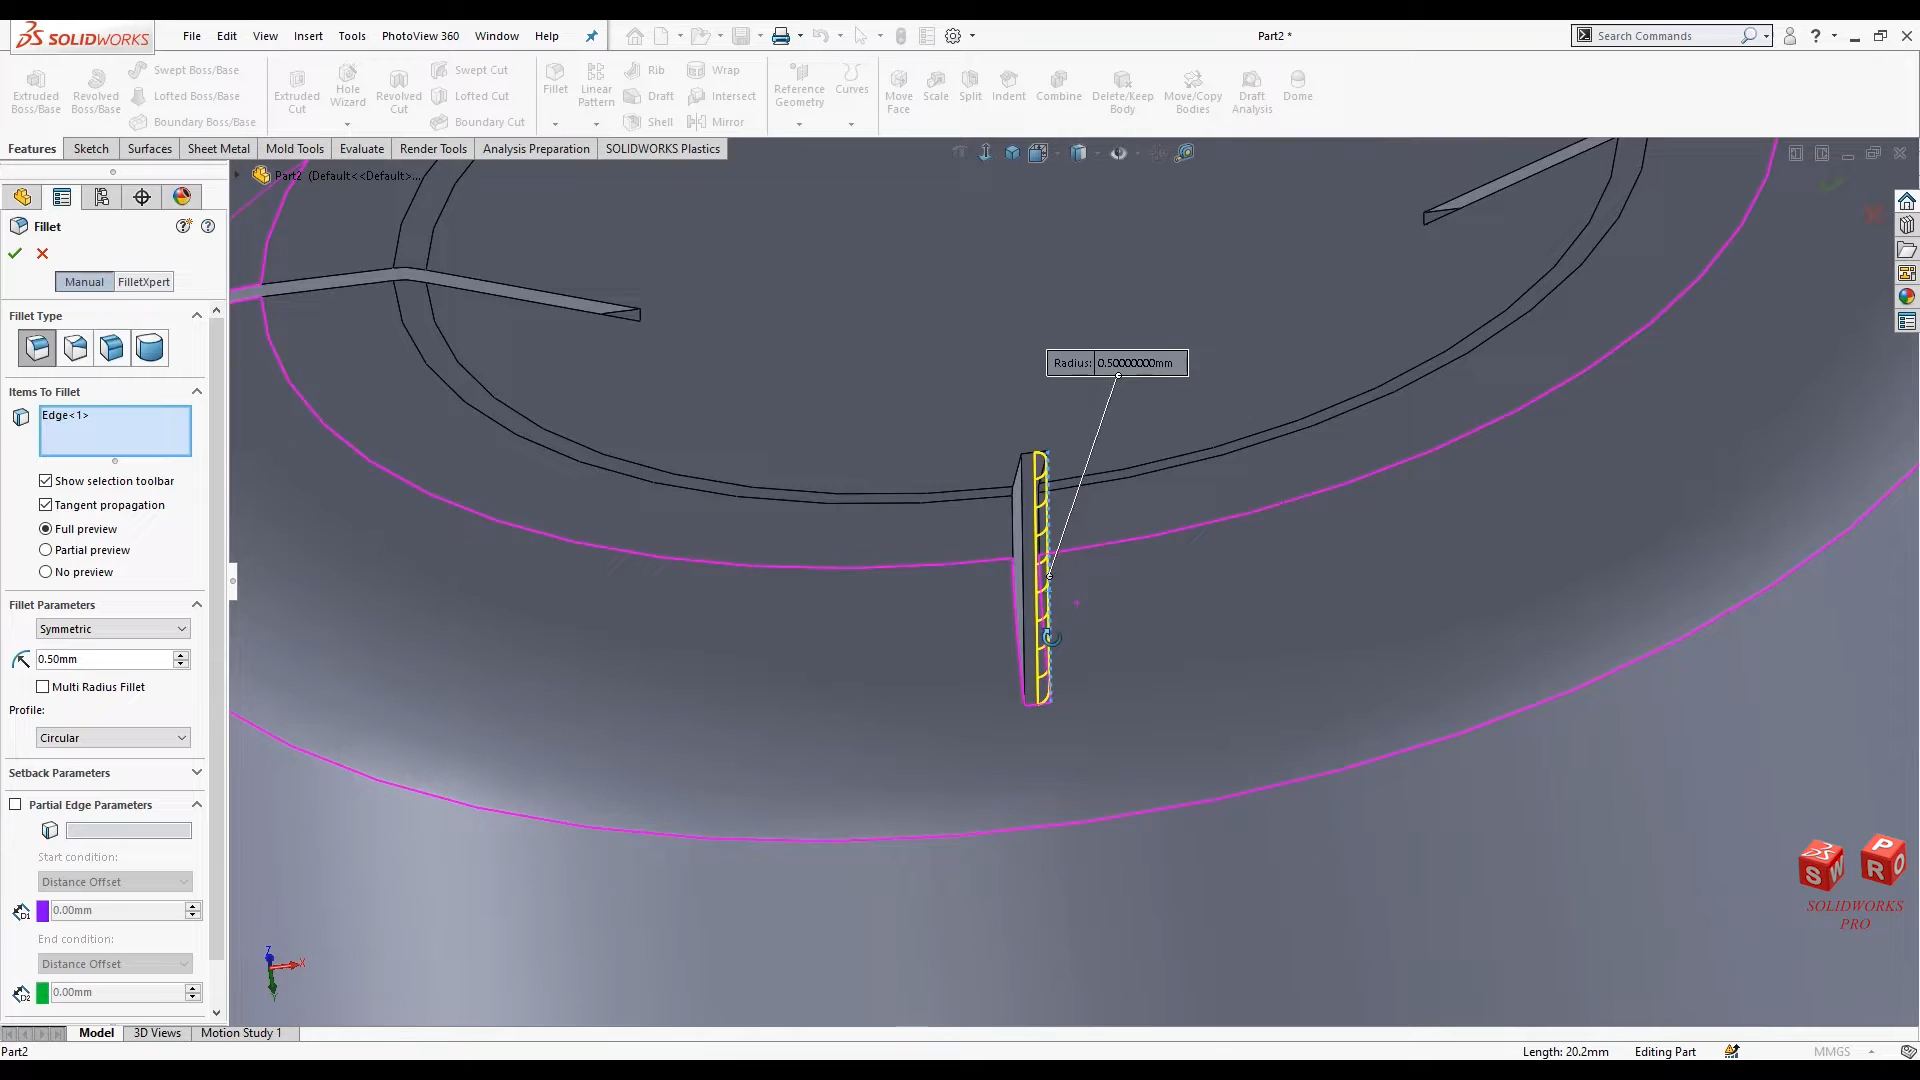 SOLIDWORKS
File Edit View Insert Tools PhotoView 360 Window Help
Part2 *
Search Commands
Extruded Boss/Base
Revolved Boss/Base
Swept Boss/Base
Lofted Boss/Base
Boundary Boss/Base
Extruded Cut
Hole Wizard
Revolved Cut
Swept Cut
Lofted Cut
Boundary Cut
Fillet
Linear Pattern
Rib
Draft
Shell
Wrap
Intersect
Mirror
Reference Geometry
Curves
Move Face
Scale
Split
Indent
Combine
Delete/Keep Body
Move/Copy Bodies
Draft Analysis
Dome
Features Sketch Surfaces Sheet Metal Mold Tools Evaluate Render Tools Analysis Preparation SOLIDWORKS Plastics
Part2 (Default<<Default>...
Fillet
Manual FilletXpert
Fillet Type
Items To Fillet
Edge<1>
Show selection toolbar
Tangent propagation
Full preview
Partial preview
No preview
Fillet Parameters
Symmetric
0.50mm
Multi Radius Fillet
Profile:
Circular
Setback Parameters
Partial Edge Parameters
Start condition:
Distance Offset
D1 0.00mm
End condition:
Distance Offset
D2 0.00mm
Radius: 0.50000000mm
Z
X
Y
S W P R O
SOLIDWORKS
PRO
Model 3D Views Motion Study 1
Part2
Length: 20.2mm Editing Part MMGS